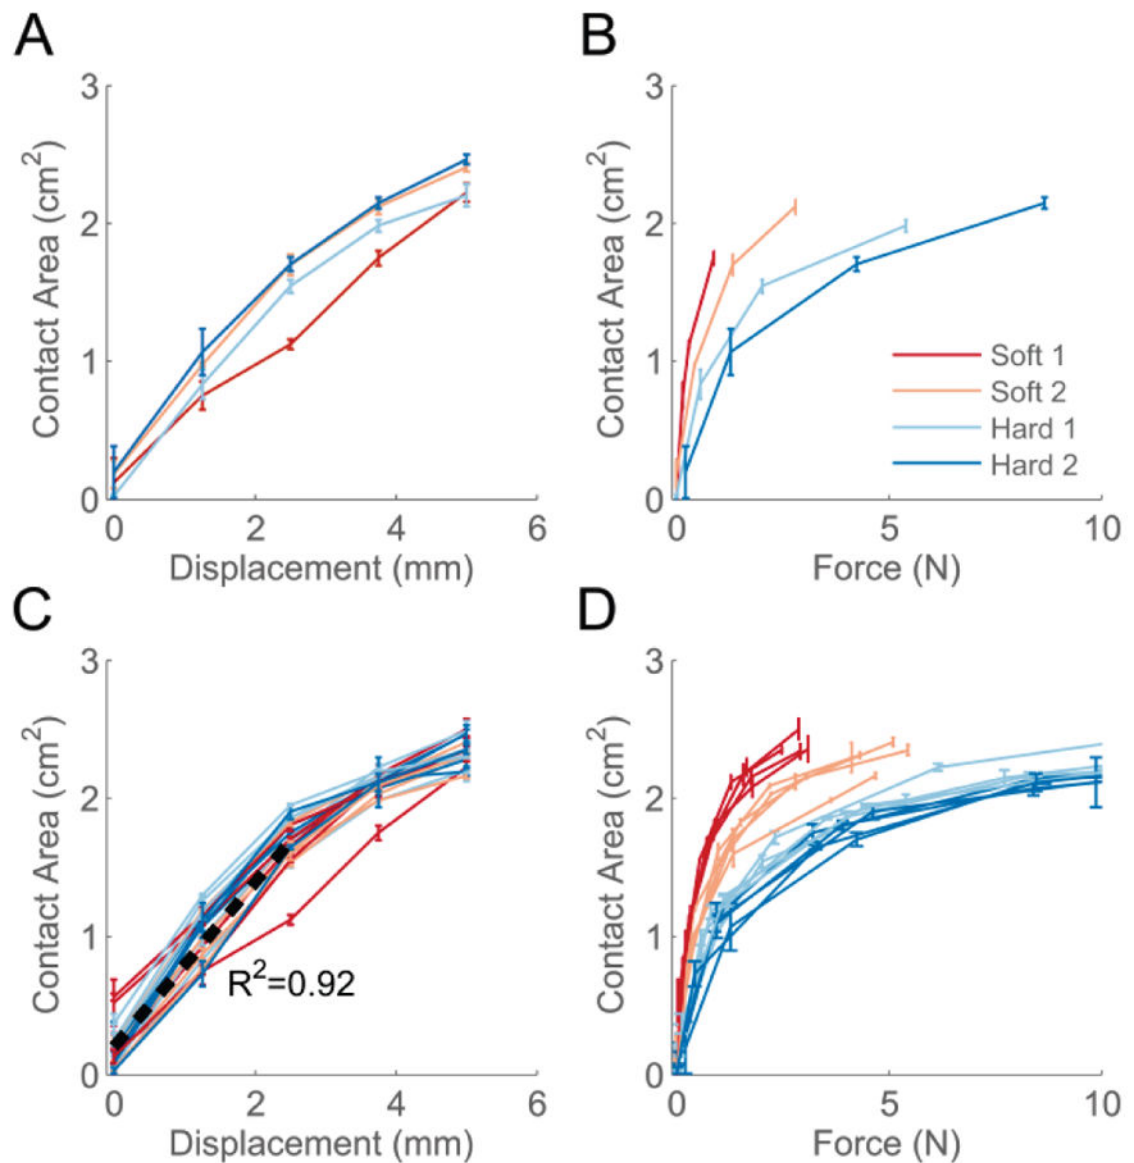 A
B
3
2
1
0
Contact Area (cm²)
0 2 4 6
Displacement (mm)
3
2
1
0
Contact Area (cm²)
Soft 1
Soft 2
Hard 1
Hard 2
0 5 10
Force (N)
C
D
3
2
1
0
Contact Area (cm²)
R²=0.92
0 2 4 6
Displacement (mm)
3
2
1
0
Contact Area (cm²)
0 5 10
Force (N)